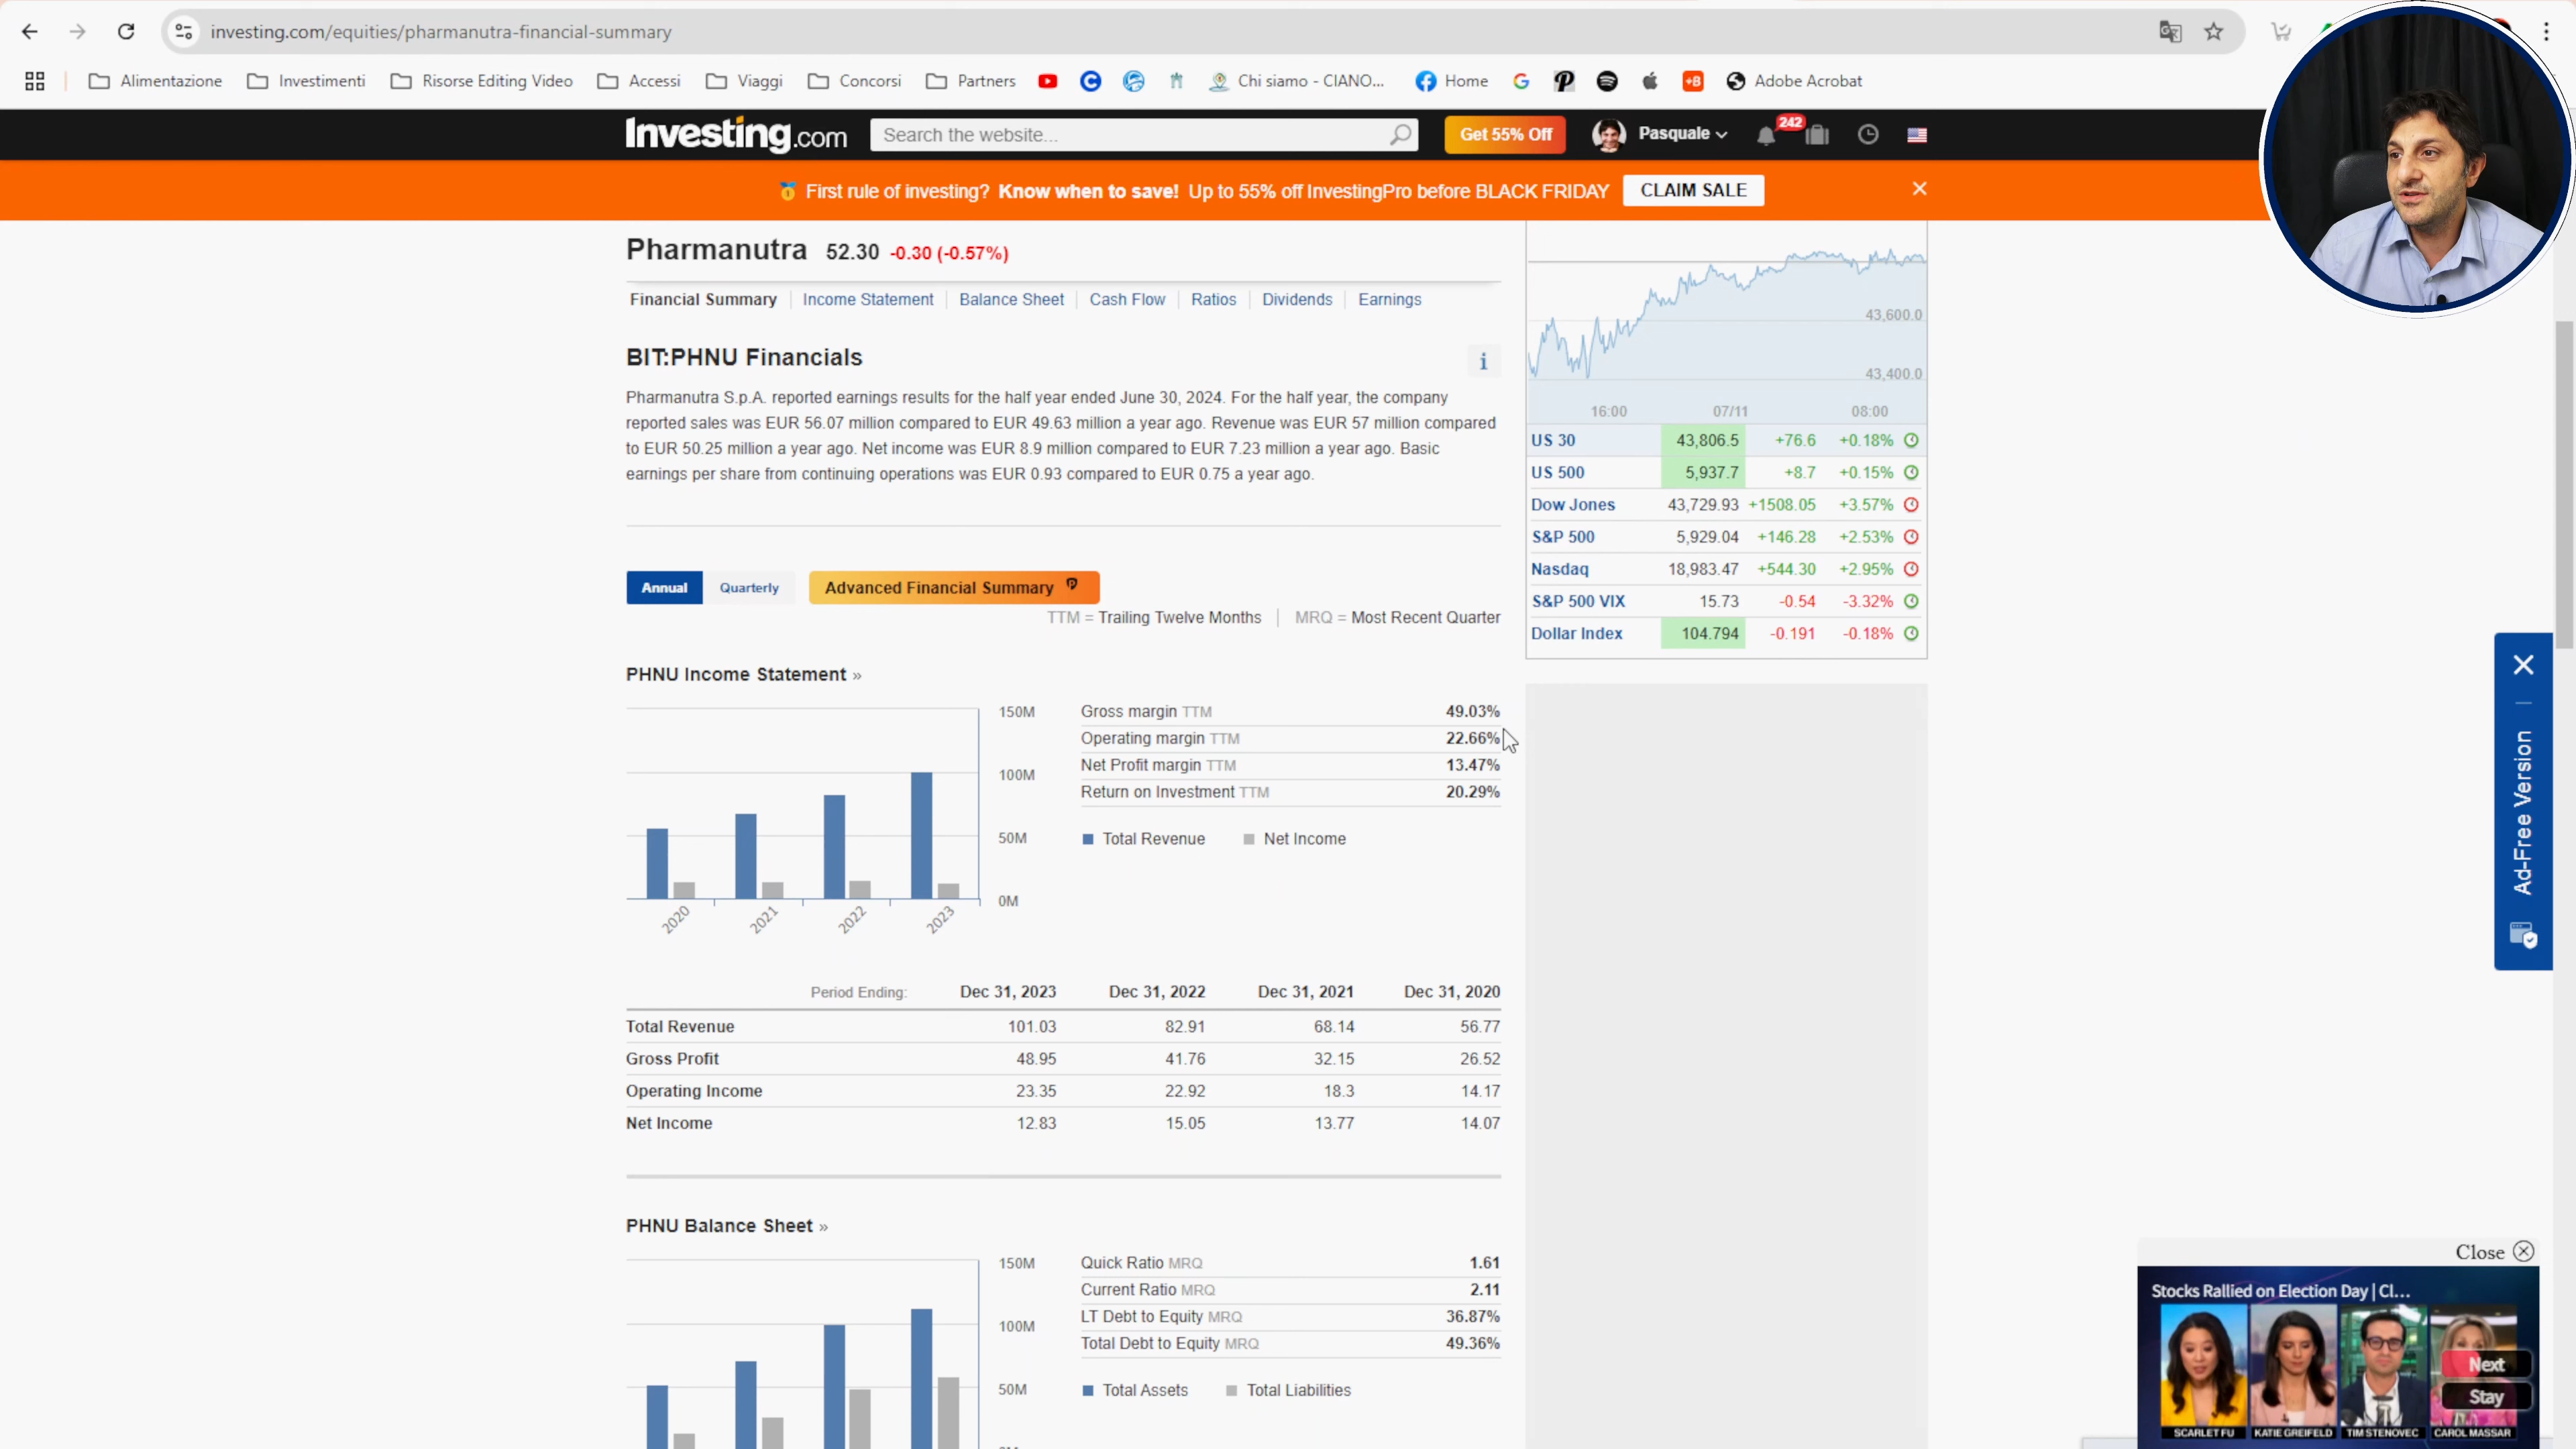 investing.com/equities/pharmanutra-financial-summary
Alimentazione Investimenti Risorse Editing Video Accessi Viaggi Concorsi Partners Chi siamo - CIANO... Home Adobe Acrobat
Investing.com Search the website... Get 55% Off Pasquale 242
First rule of investing? Know when to save! Up to 55% off InvestingPro before BLACK FRIDAY CLAIM SALE
Pharmanutra 52.30 -0.30 (-0.57%)
Financial Summary Income Statement Balance Sheet Cash Flow Ratios Dividends Earnings
BIT:PHNU Financials
Pharmanutra S.p.A. reported earnings results for the half year ended June 30, 2024. For the half year, the company
reported sales was EUR 56.07 million compared to EUR 49.63 million a year ago. Revenue was EUR 57 million compared
to EUR 50.25 million a year ago. Net income was EUR 8.9 million compared to EUR 7.23 million a year ago. Basic
earnings per share from continuing operations was EUR 0.93 compared to EUR 0.75 a year ago.
Annual Quarterly Advanced Financial Summary
TTM = Trailing Twelve Months | MRQ = Most Recent Quarter
PHNU Income Statement »
150M
100M
50M
0M
2020 2021 2022 2023
Gross margin TTM 49.03%
Operating margin TTM 22.66%
Net Profit margin TTM 13.47%
Return on Investment TTM 20.29%
Total Revenue Net Income
Period Ending: Dec 31, 2023 Dec 31, 2022 Dec 31, 2021 Dec 31, 2020
Total Revenue 101.03 82.91 68.14 56.77
Gross Profit 48.95 41.76 32.15 26.52
Operating Income 23.35 22.92 18.3 14.17
Net Income 12.83 15.05 13.77 14.07
PHNU Balance Sheet »
150M
100M
50M
Quick Ratio MRQ 1.61
Current Ratio MRQ 2.11
LT Debt to Equity MRQ 36.87%
Total Debt to Equity MRQ 49.36%
Total Assets Total Liabilities
43,600.0
43,400.0
16:00 07/11 08:00
US 30 43,806.5 +76.6 +0.18%
US 500 5,937.7 +8.7 +0.15%
Dow Jones 43,729.93 +1508.05 +3.57%
S&P 500 5,929.04 +146.28 +2.53%
Nasdaq 18,983.47 +544.30 +2.95%
S&P 500 VIX 15.73 -0.54 -3.32%
Dollar Index 104.794 -0.191 -0.18%
Ad-Free Version
Close
Stocks Rallied on Election Day | Cl...
Next
Stay
SCARLET FU KATIE GREIFELD TIM STENOVEC CAROL MASSAR